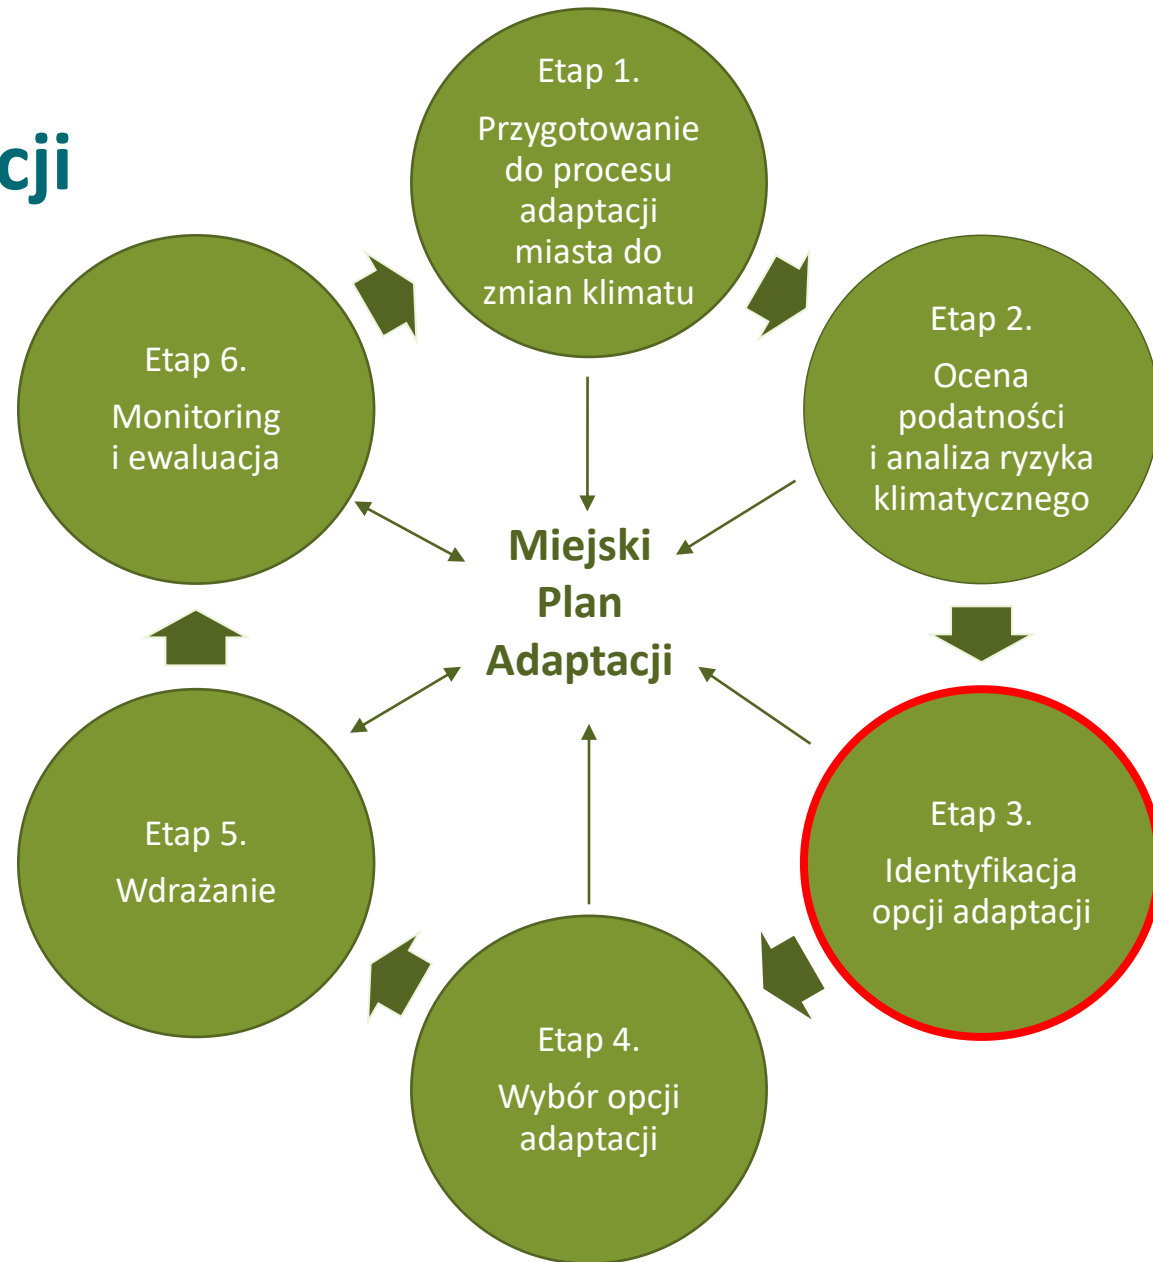 cji
Etap 1.
Przygotowanie
do procesu
adaptacji
miasta do
zmian klimatu
Etap 2.
Ocena
podatności
i analiza ryzyka
klimatycznego
Etap 3.
Identyfikacja
opcji adaptacji
Etap 4.
Wybór opcji
adaptacji
Etap 5.
Wdrażanie
Etap 6.
Monitoring
i ewaluacja
Miejski
Plan
Adaptacji